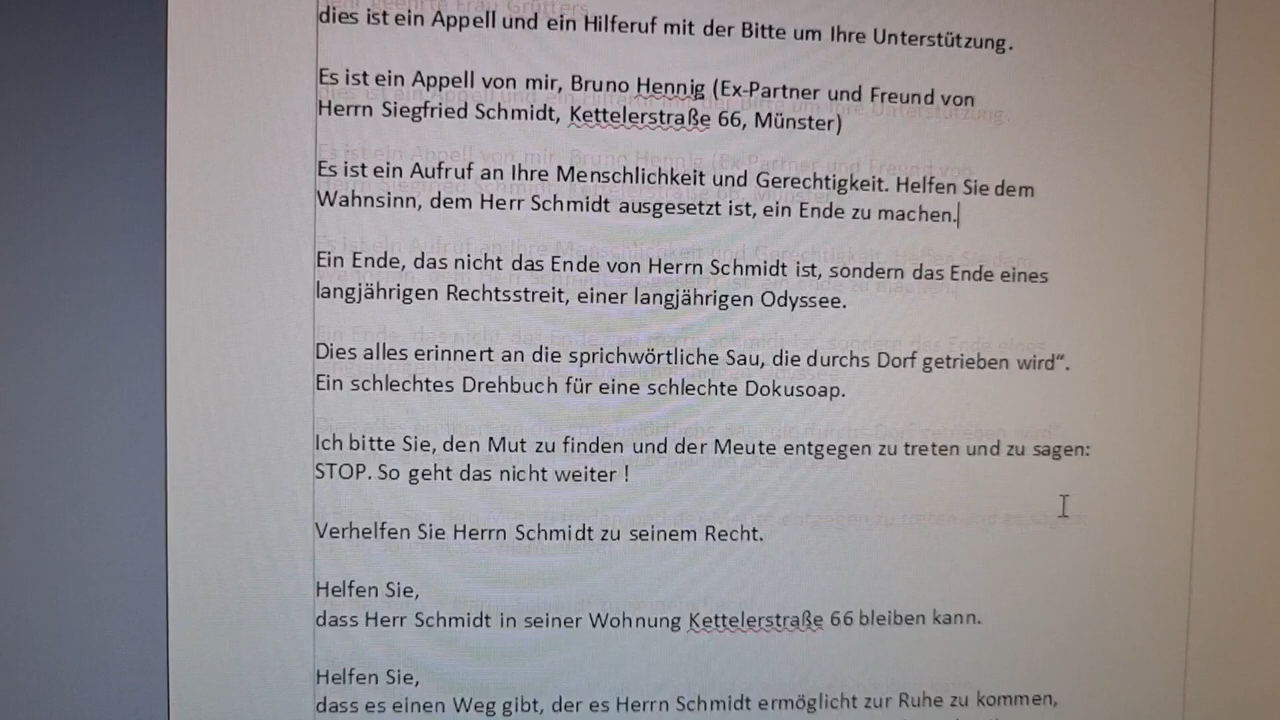 geehrte Frau Grütters
dies ist ein Appell und ein Hilferuf mit der Bitte um Ihre Unterstützung.
Es ist ein Appell von mir, Bruno Hennig (Ex-Partner und Freund von
Herrn Siegfried Schmidt, Kettelerstraße 66, Münster)
Es ist ein Aufruf an Ihre Menschlichkeit und Gerechtigkeit. Helfen Sie dem
Wahnsinn, dem Herr Schmidt ausgesetzt ist, ein Ende zu machen.
Ein Ende, das nicht das Ende von Herrn Schmidt ist, sondern das Ende eines
langjährigen Rechtsstreit, einer langjährigen Odyssee.
Dies alles erinnert an die sprichwörtliche Sau, die durchs Dorf getrieben wird“.
Ein schlechtes Drehbuch für eine schlechte Dokusoap.
Ich bitte Sie, den Mut zu finden und der Meute entgegen zu treten und zu sagen:
STOP. So geht das nicht weiter !
Verhelfen Sie Herrn Schmidt zu seinem Recht.
Helfen Sie,
dass Herr Schmidt in seiner Wohnung Kettelerstraße 66 bleiben kann.
Helfen Sie,
dass es einen Weg gibt, der es Herrn Schmidt ermöglicht zur Ruhe zu kommen,